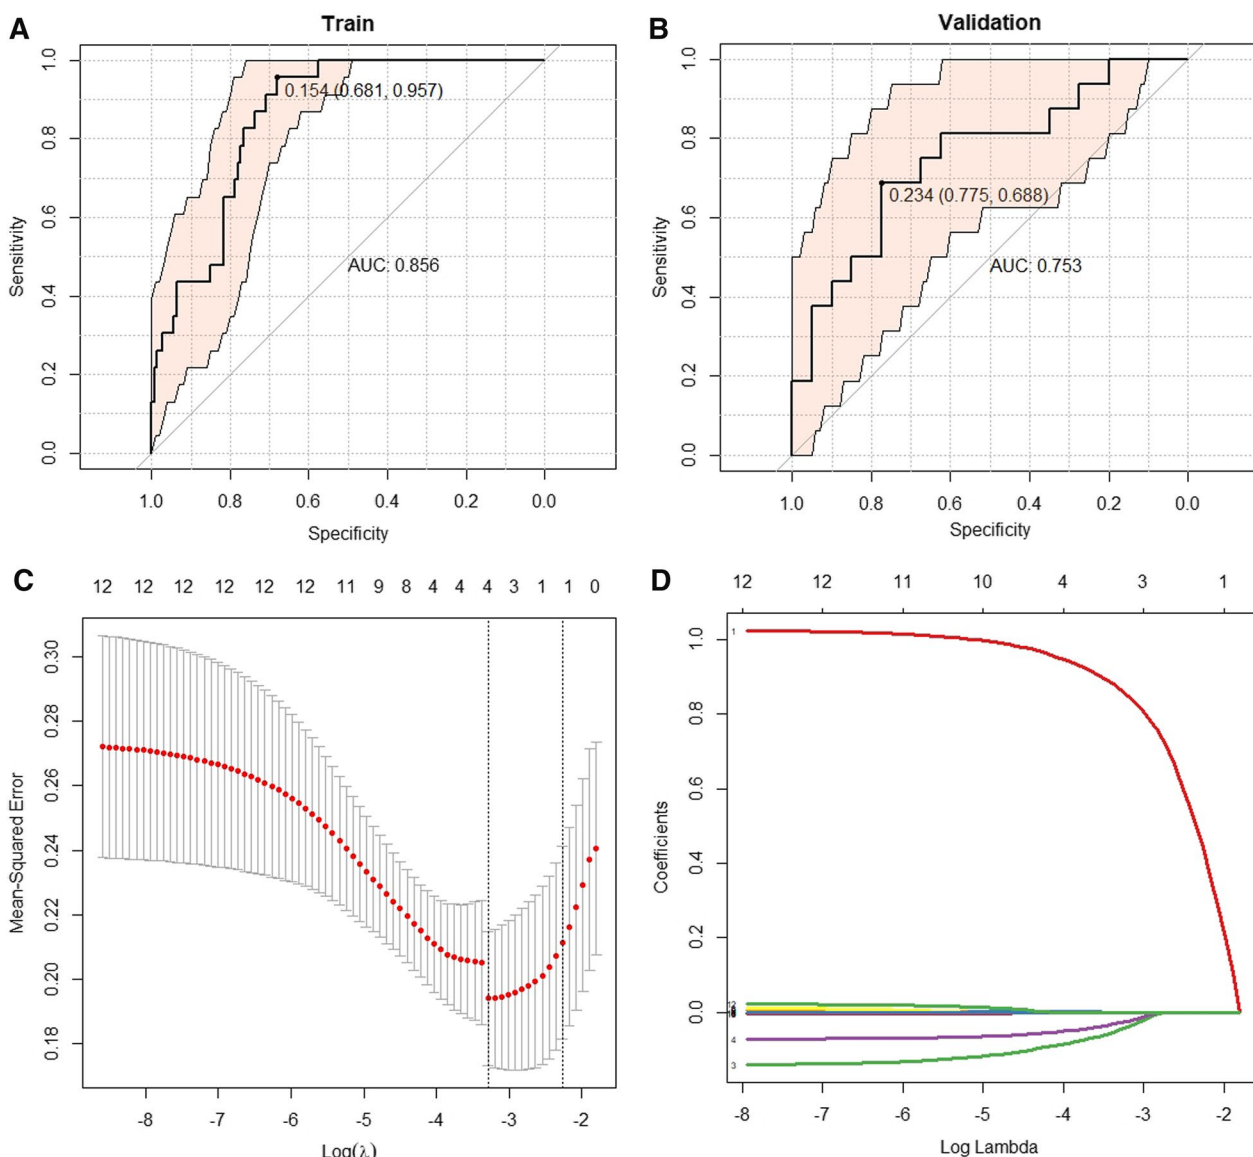 A
Train
1.0
0.8
0.6
0.4
0.2
0.0
Sensitivity
0.154 (0.681, 0.957)
AUC: 0.856
1.0 0.8 0.6 0.4 0.2 0.0
Specificity
B
Validation
1.0
0.8
0.6
0.4
0.2
0.0
Sensitivity
0.234 (0.775, 0.688)
AUC: 0.753
1.0 0.8 0.6 0.4 0.2 0.0
Specificity
C
12 12 12 12 12 12 11 9 8 4 4 4 3 1 1 0
0.30
0.28
0.26
0.24
0.22
0.20
0.18
Mean-Squared Error
-8 -7 -6 -5 -4 -3 -2
Log(λ)
D
12 12 11 10 4 3 1
1.0
0.8
0.6
0.4
0.2
0.0
Coefficients
1
12
4
3
-8 -7 -6 -5 -4 -3 -2
Log Lambda